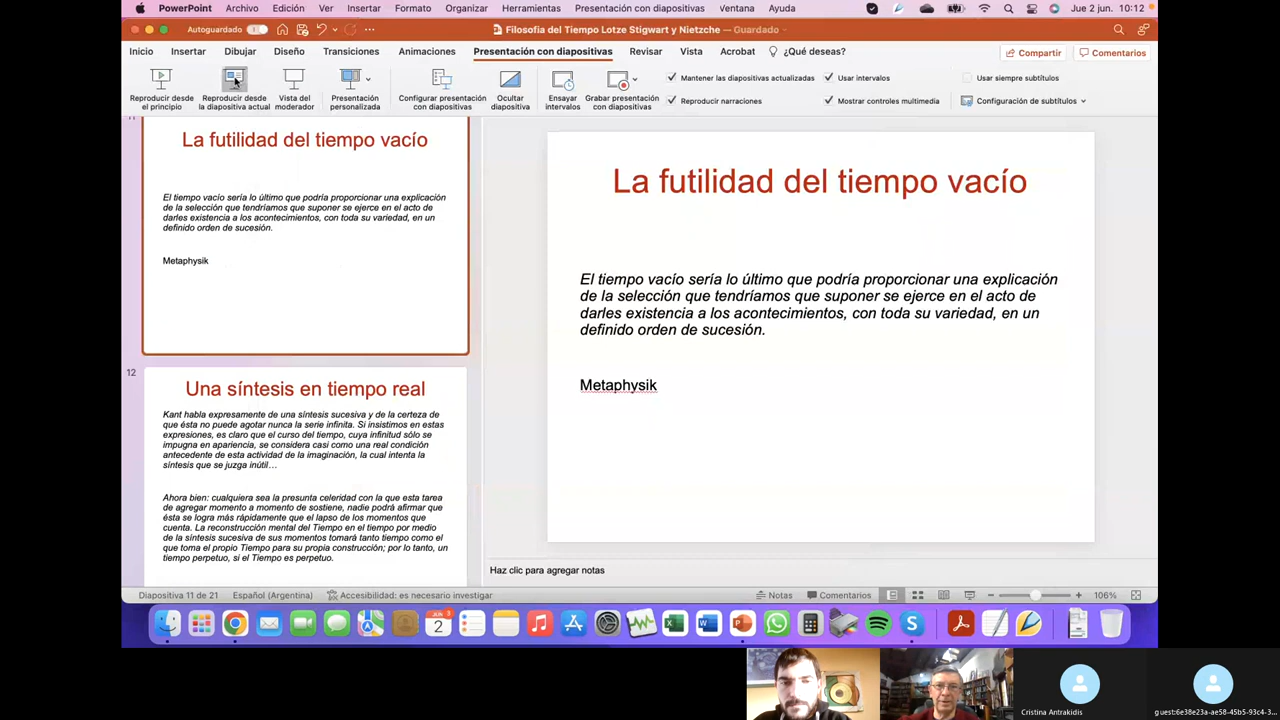 PowerPoint Archivo Edición Ver Insertar Formato Organizar Herramientas Presentación con diapositivas Ventana Ayuda Jue 2 jun. 10:12
Autoguardado Filosofia del Tiempo Lotze Stigwart y Nietzche — Guardado
Inicio Insertar Dibujar Diseño Transiciones Animaciones Presentación con diapositivas Revisar Vista Acrobat ¿Qué deseas? Compartir Comentarios
Reproducir desde el principio
Reproducir desde la diapositiva actual
Vista del moderador
Presentación personalizada
Configurar presentación con diapositivas
Ocultar diapositiva
Ensayar intervalos
Grabar presentación con diapositivas
Mantener las diapositivas actualizadas
Reproducir narraciones
Usar intervalos
Mostrar controles multimedia
Usar siempre subtítulos
Configuración de subtítulos
11
La futilidad del tiempo vacío
El tiempo vacío sería lo último que podría proporcionar una explicación
de la selección que tendríamos que suponer se ejerce en el acto de
darles existencia a los acontecimientos, con toda su variedad, en un
definido orden de sucesión.
Metaphysik
12
Una síntesis en tiempo real
Kant habla expresamente de una síntesis sucesiva y de la certeza de
que ésta no puede agotar nunca la serie infinita. Si insistimos en estas
expresiones, es claro que el curso del tiempo, cuya infinitud sólo se
impugna en apariencia, se considera casi como una real condición
antecedente de esta actividad de la imaginación, la cual intenta la
síntesis que se juzga inútil…
Ahora bien: cualquiera sea la presunta celeridad con la que esta tarea
de agregar momento a momento de sostiene, nadie podrá afirmar que
ésta se logra más rápidamente que el lapso de los momentos que
cuenta. La reconstrucción mental del Tiempo en el tiempo por medio
de la síntesis sucesiva de sus momentos tomará tanto tiempo como el
que toma el propio Tiempo para su propia construcción; por lo tanto, un
tiempo perpetuo, si el Tiempo es perpetuo.
La futilidad del tiempo vacío
El tiempo vacío sería lo último que podría proporcionar una explicación
de la selección que tendríamos que suponer se ejerce en el acto de
darles existencia a los acontecimientos, con toda su variedad, en un
definido orden de sucesión.
Metaphysik
Haz clic para agregar notas
Diapositiva 11 de 21 Español (Argentina) Accesibilidad: es necesario investigar Notas Comentarios 106%
JUN 2
Cristina Antrakidis
guest:6e38e23a-ae58-45b5-93c4-3...